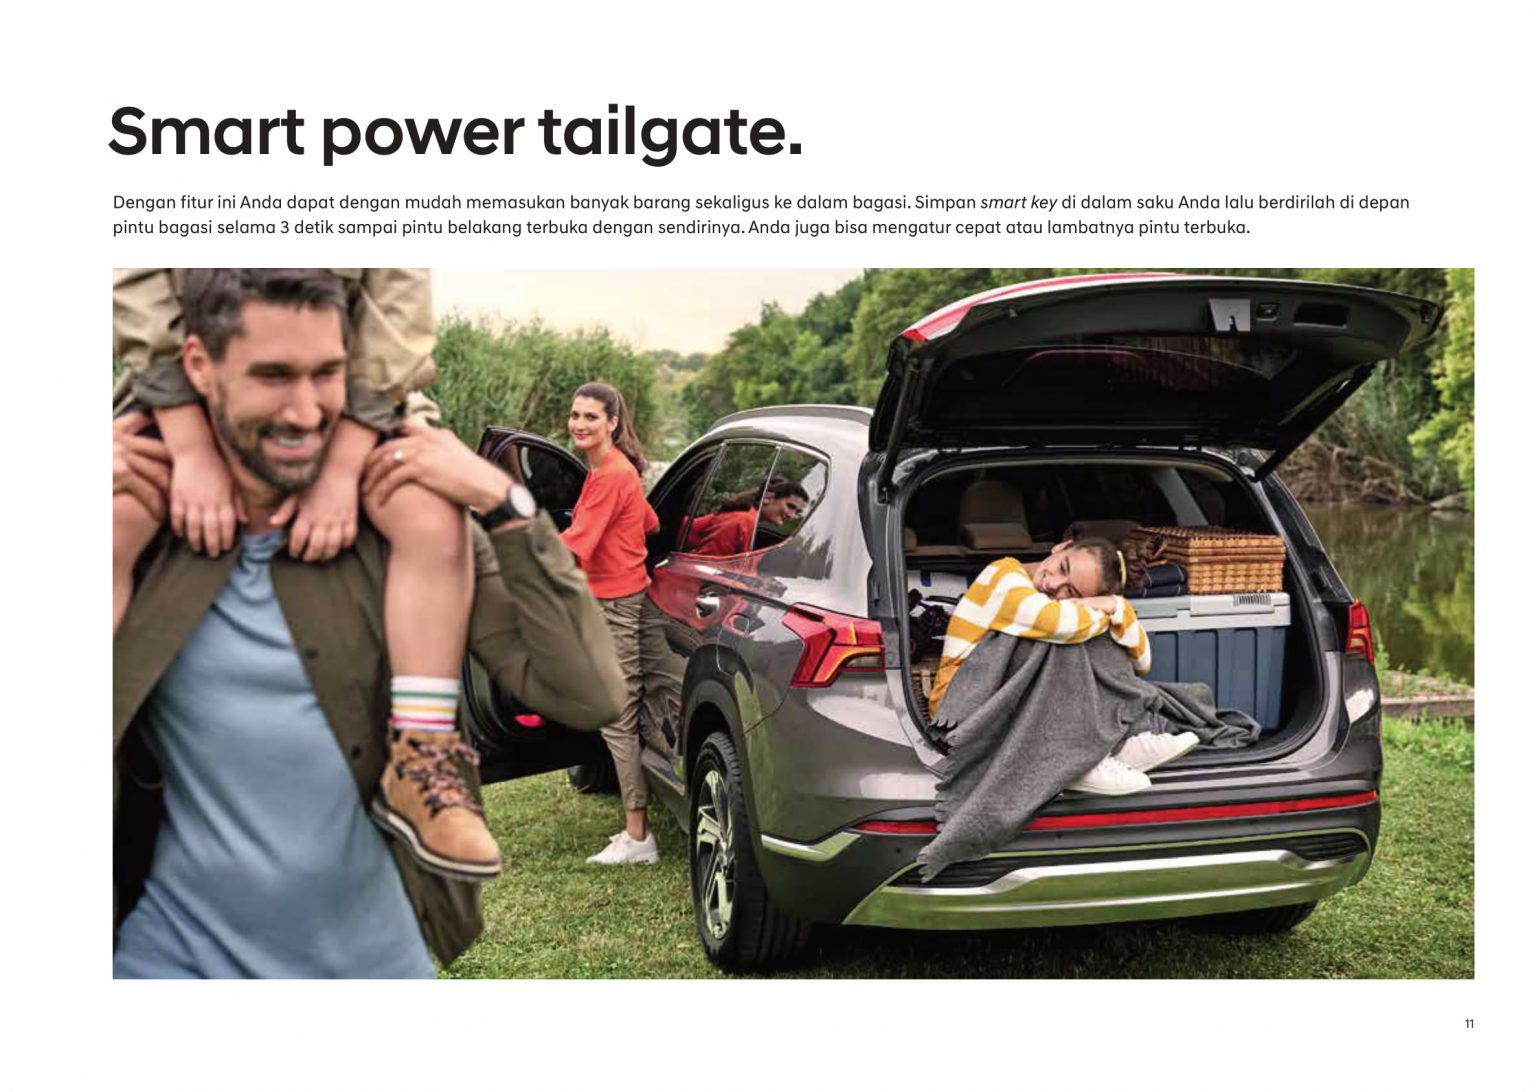 Smart power tailgate.
Dengan fitur ini Anda dapat dengan mudah memasukan banyak barang sekaligus ke dalam bagasi. Simpan smart key di dalam saku Anda lalu berdirilah di depan
pintu bagasi selama 3 detik sampai pintu belakang terbuka dengan sendirinya. Anda juga bisa mengatur cepat atau lambatnya pintu terbuka.
11